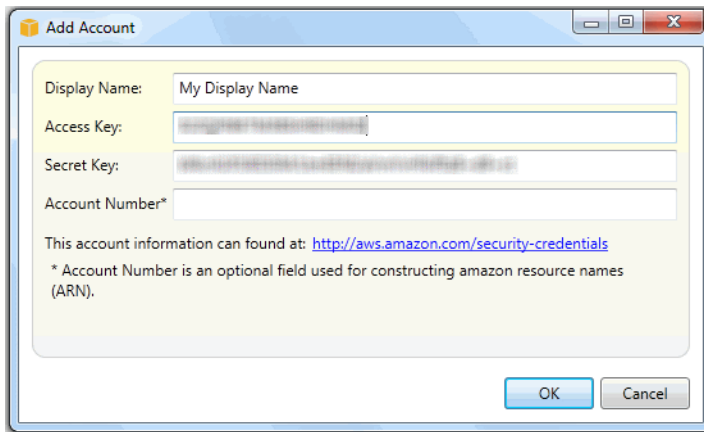 Add Account
Display Name: My Display Name
Access Key:
Secret Key:
Account Number*
This account information can found at: http://aws.amazon.com/security-credentials
* Account Number is an optional field used for constructing amazon resource names
(ARN).
OK Cancel